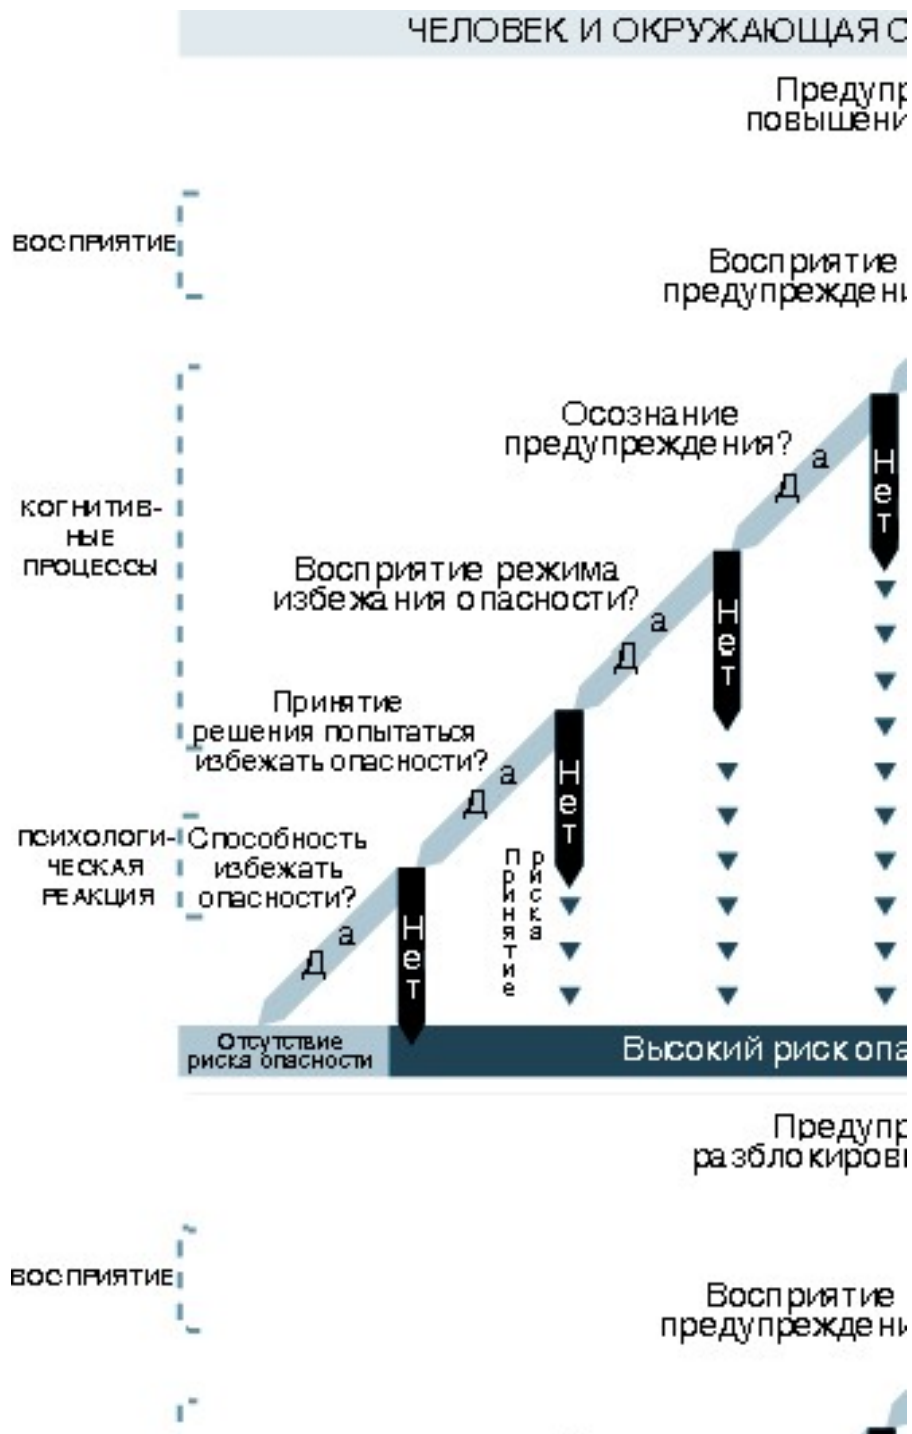 ЧЕЛОВЕК И ОКРУЖАЮЩАЯ С
Предупр
повышени
ВОСПРИЯТИЕ
Восприятие
предупреждени
Осознание
предупреждения?
Да
Нет
КОГНИТИВ-
НЫЕ
ПРОЦЕССЫ
Восприятие режима
избежания опасности?
Да
Нет
Принятие
решения попытаться
избежать опасности?
Да
Нет
Принятие
риска
ПСИХОЛОГИ-
ЧЕСКАЯ
РЕАКЦИЯ
Способность
избежать
опасности?
Да
Нет
Отсутствие
риска опасности
Высокий риск опа
Предупр
разблокиров
ВОСПРИЯТИЕ
Восприятие
предупреждени